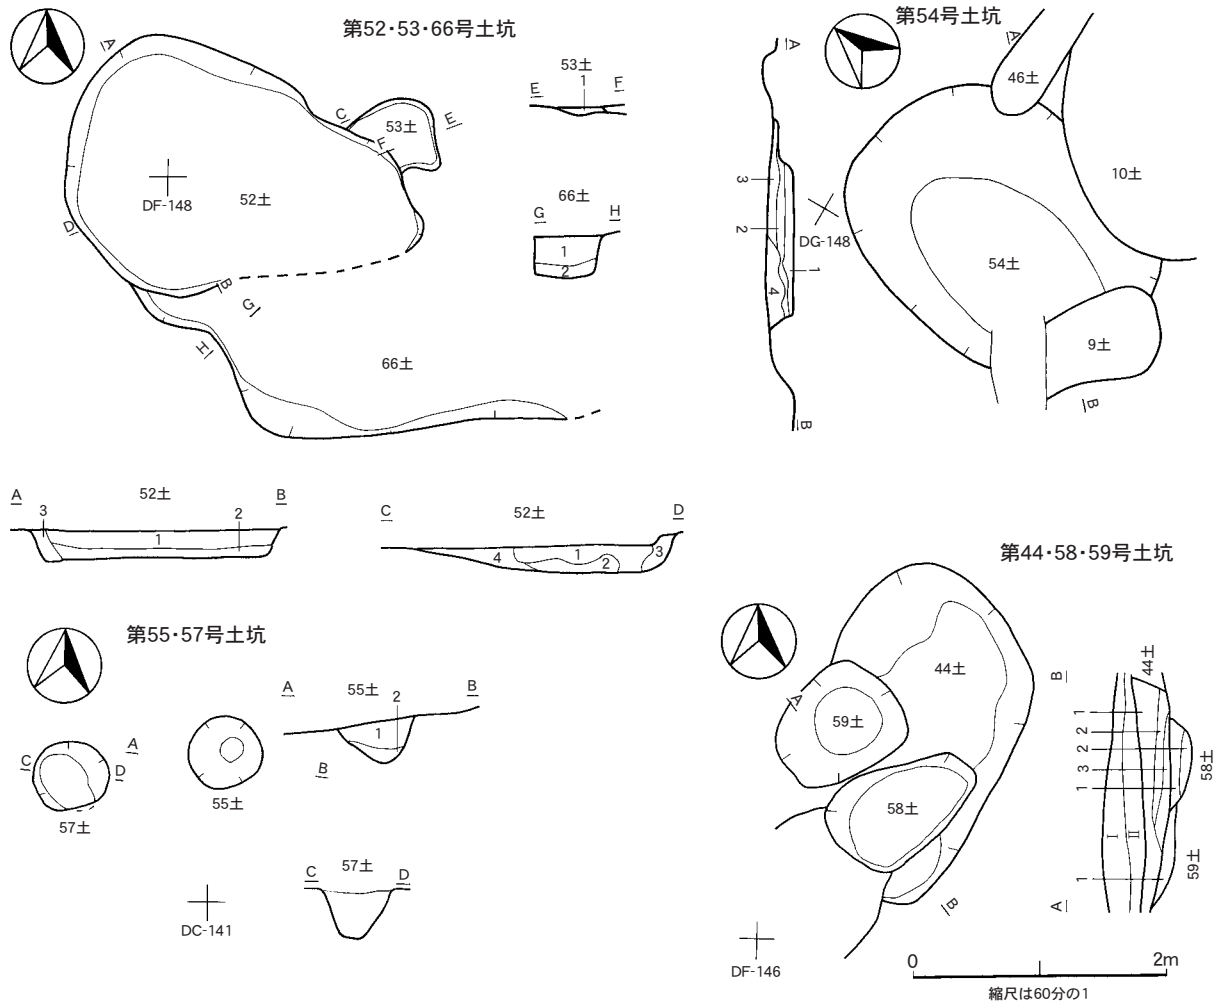 第52・53・66号土坑
A
C
53土
E
F
DF-148
52土
D
B
G
H
66土
53土
E
1
F
66土
G
H
1
2
第54号土坑
A
A
46土
10土
3
2
DG-148
1
4
54土
9土
B
B
A
52土
B
3
2
1
C
52土
D
4
1
2
3
第55・57号土坑
A
55土
2
B
1
C
A
D
B
55土
57土
C
57土
D
DC-141
第44・58・59号土坑
44土
A
59土
58土
B
B
44土
1
2
2
3
1
58土
I
II
59土
1
A
DF-146
0
2m
縮尺は60分の1